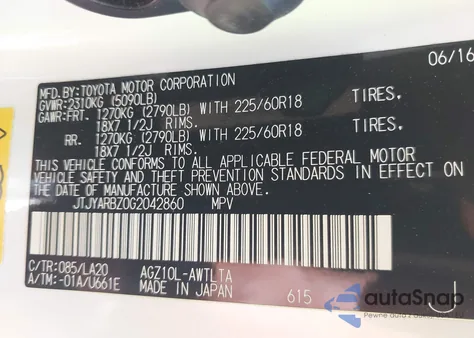 06/16
MFD.BY:TOYOTA MOTOR CORPORATION
GVWR:2310KG (5090LB)
GAWR:FRT. 1270KG (2790LB) WITH 225/60R18 TIRES.
18X7 1/2J RIMS.
RR. 1270KG (2790LB) WITH 225/60R18 TIRES.
18X7 1/2J RIMS.
THIS VEHICLE CONFORMS TO ALL APPLICABLE FEDERAL MOTOR
VEHICLE SAFETY AND THEFT PREVENTION STANDARDS IN EFFECT ON
THE DATE OF MANUFACTURE SHOWN ABOVE.
JTJYARBZ0G2042860 MPV
C/TR:085/LA20 AGZ10L-AWTLTA
A/TM:-01A/U661E MADE IN JAPAN 615 J
autoSnap